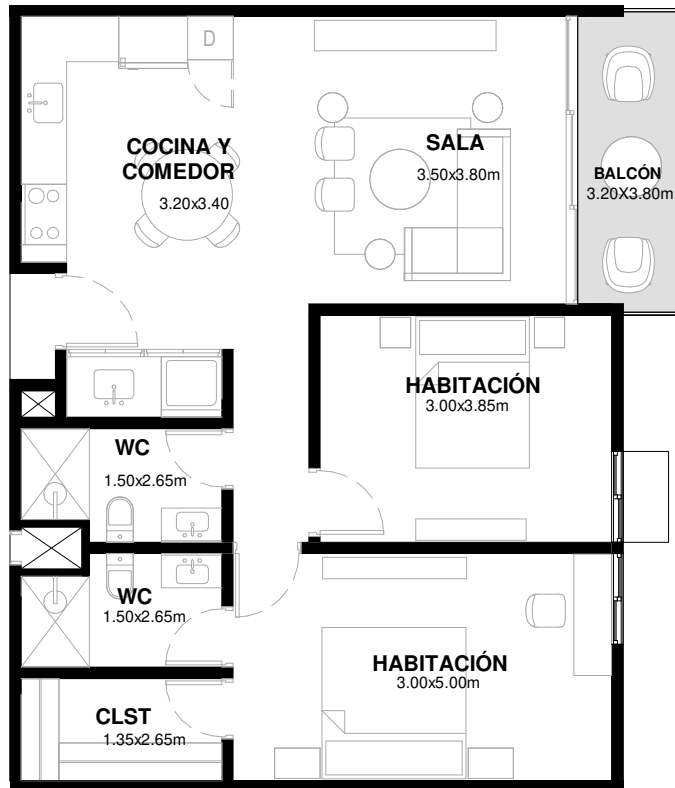 D
COCINA Y
COMEDOR
3.20x3.40
SALA
3.50x3.80m
BALCÓN
3.20X3.80m
HABITACIÓN
3.00x3.85m
WC
1.50x2.65m
WC
1.50x2.65m
HABITACIÓN
3.00x5.00m
CLST
1.35x2.65m